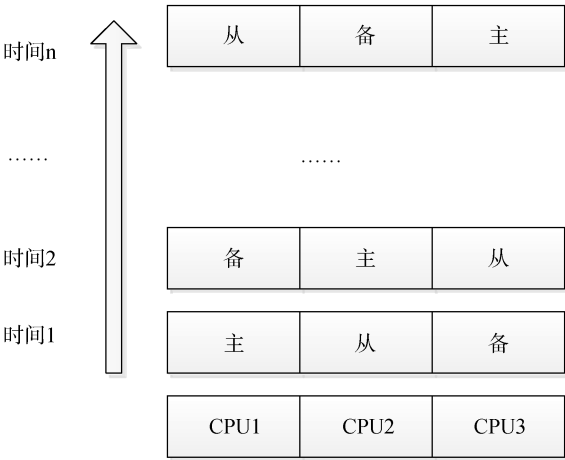 时间n 从 备 主
…… ……
时间2 备 主 从
时间1 主 从 备
CPU1 CPU2 CPU3